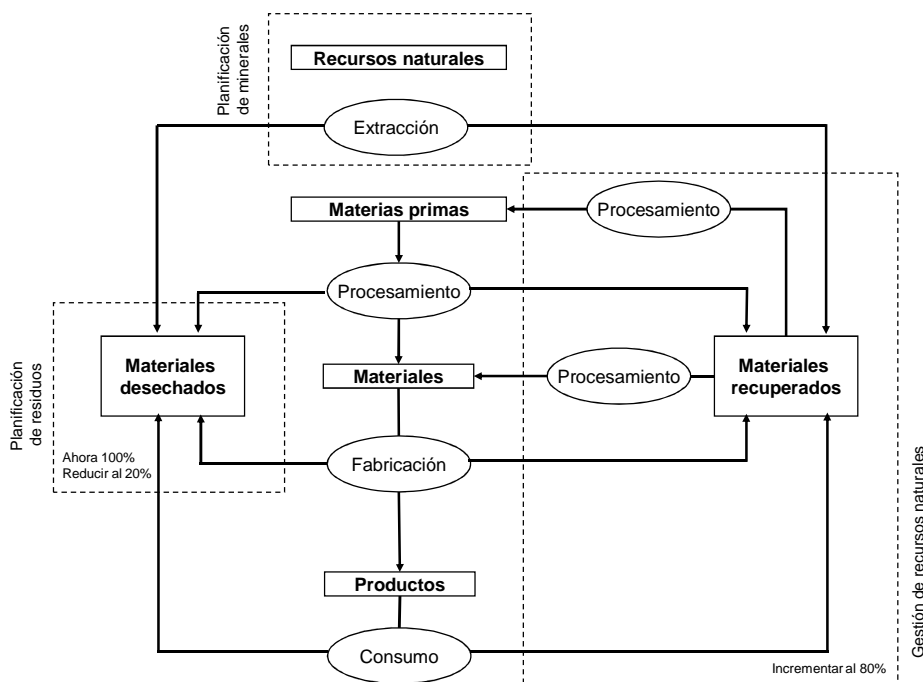 Planificación
de minerales
Recursos naturales
Extracción
Materias primas
Procesamiento
Procesamiento
Materiales
desechados
Materiales
Procesamiento
Materiales
recuperados
Planificación
de residuos
Ahora 100%
Reducir al 20%
Fabricación
Productos
Consumo
Incrementar al 80%
Gestión de recursos naturales